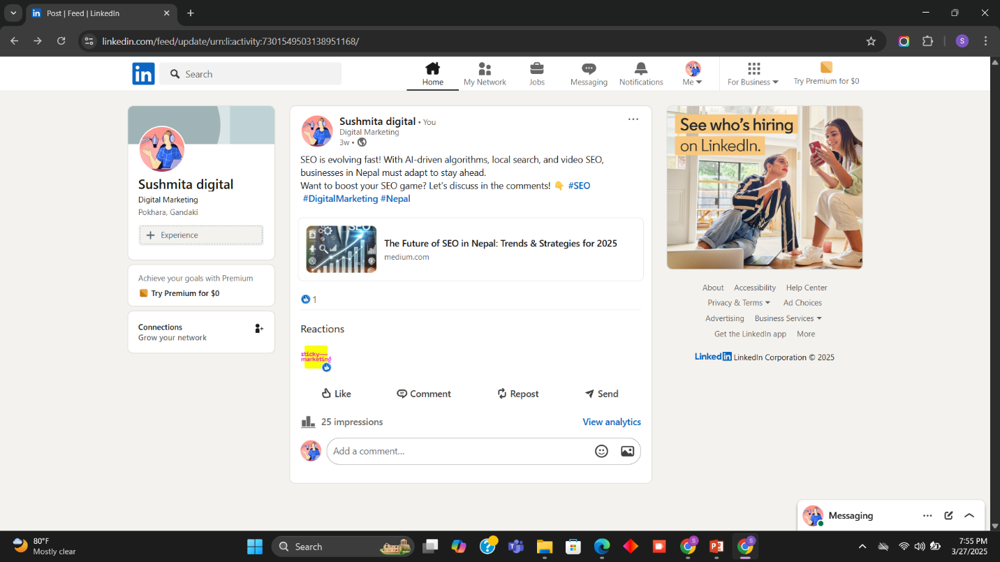 Post | Feed | LinkedIn
linkedin.com/feed/update/urn:li:activity:7301549503138951168/
S
in
Search
Home
My Network
Jobs
Messaging
Notifications
Me
For Business
Try Premium for $0
Sushmita digital
Digital Marketing
Pokhara, Gandakī
Experience
Achieve your goals with Premium
Try Premium for $0
Connections
Grow your network
Sushmita digital • You
Digital Marketing
3w •
SEO is evolving fast! With AI-driven algorithms, local search, and video SEO,
businesses in Nepal must adapt to stay ahead.
Want to boost your SEO game? Let’s discuss in the comments! 👇 #SEO
#DigitalMarketing #Nepal
SEO
The Future of SEO in Nepal: Trends & Strategies for 2025
medium.com
1
Reactions
sticky
marketing
Like
Comment
Repost
Send
25 impressions
View analytics
Add a comment...
See who’s hiring
on LinkedIn.
About
Accessibility
Help Center
Privacy & Terms
Ad Choices
Advertising
Business Services
Get the LinkedIn app
More
LinkedIn LinkedIn Corporation © 2025
Messaging
80°F
Mostly clear
Search
7:55 PM
3/27/2025